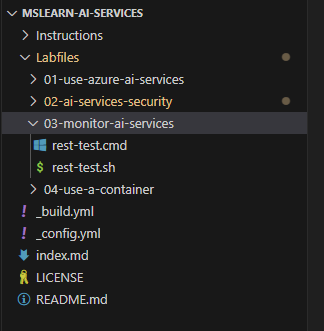 MSLEARN-AI-SERVICES
Instructions
Labfiles
01-use-azure-ai-services
02-ai-services-security
03-monitor-ai-services
rest-test.cmd
$ rest-test.sh
04-use-a-container
! _build.yml
! _config.yml
index.md
LICENSE
README.md